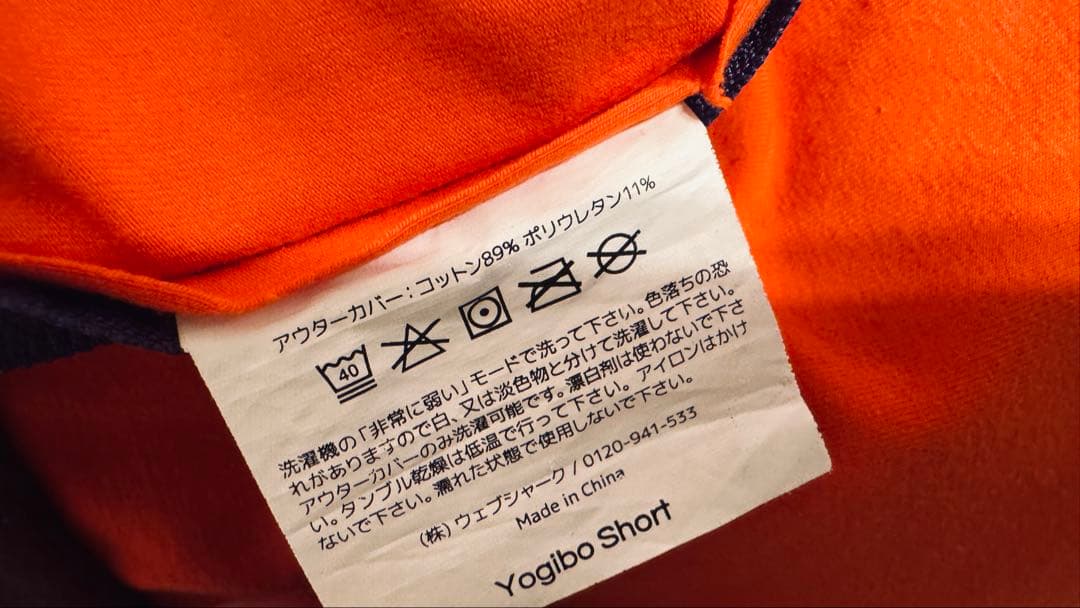 アウターカバー：コットン89% ポリウレタン11%
40
洗濯機の「非常に弱い」モードで洗って下さい。色落ちの恐
れがありますので白、又は淡色物と分けて洗濯して下さい。
アウターカバーのみ洗濯可能です。漂白剤は使わないで下さ
い。タンブル乾燥は低温で行って下さい。アイロンはかけ
ないで下さい。濡れた状態で使用しないで下さい。
(株) ウェブシャーク / 0120-941-533
Made in China
Yogibo Short